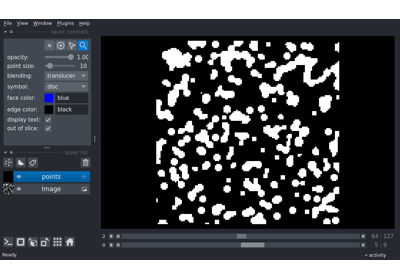 File View Window Plugins Help
layer controls
opacity: 1.00
point size: 10
blending: translucen
symbol: disc
face color: blue
edge color: black
display text:
out of slice:
layer list
points
Image
2 64 127
0 5 9
Ready activity